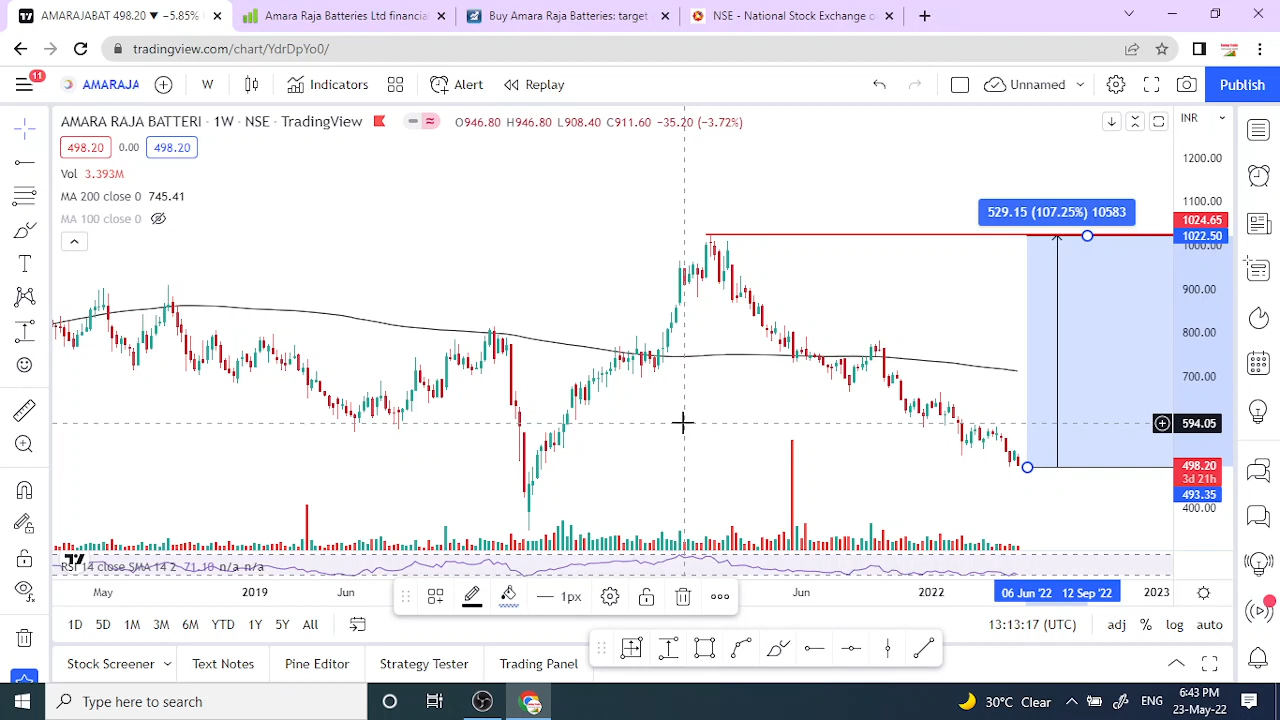 AMARAJABAT 498.20 ▼ −5.85%
Amara Raja Batteries Ltd financia
Buy Amara Raja Batteries: target
NSE - National Stock Exchange o
tradingview.com/chart/YdrDpYo0/
11
AMARAJA
W
Indicators
Alert
Replay
Unnamed
Publish
AMARA RAJA BATTERI · 1W · NSE · TradingView
O946.80 H946.80 L908.40 C911.60 −35.20 (−3.72%)
INR
498.20 0.00 498.20
Vol 3.393M
MA 200 close 0 745.41
MA 100 close 0
529.15 (107.25%) 10583
1200.00
1100.00
1024.65
1022.50
1000.00
900.00
800.00
700.00
594.05
498.20
3d 21h
493.35
400.00
RSI 14 close SMA 14 2 71.10 n/a n/a
May 2019 Jun Jun 2022 06 Jun '22 12 Sep '22 2023
1px
1D 5D 1M 3M 6M YTD 1Y 5Y All
13:13:17 (UTC) adj % log auto
Stock Screener Text Notes Pine Editor Strategy Tester Trading Panel
Type here to search
30°C Clear
ENG
6:43 PM
23-May-22